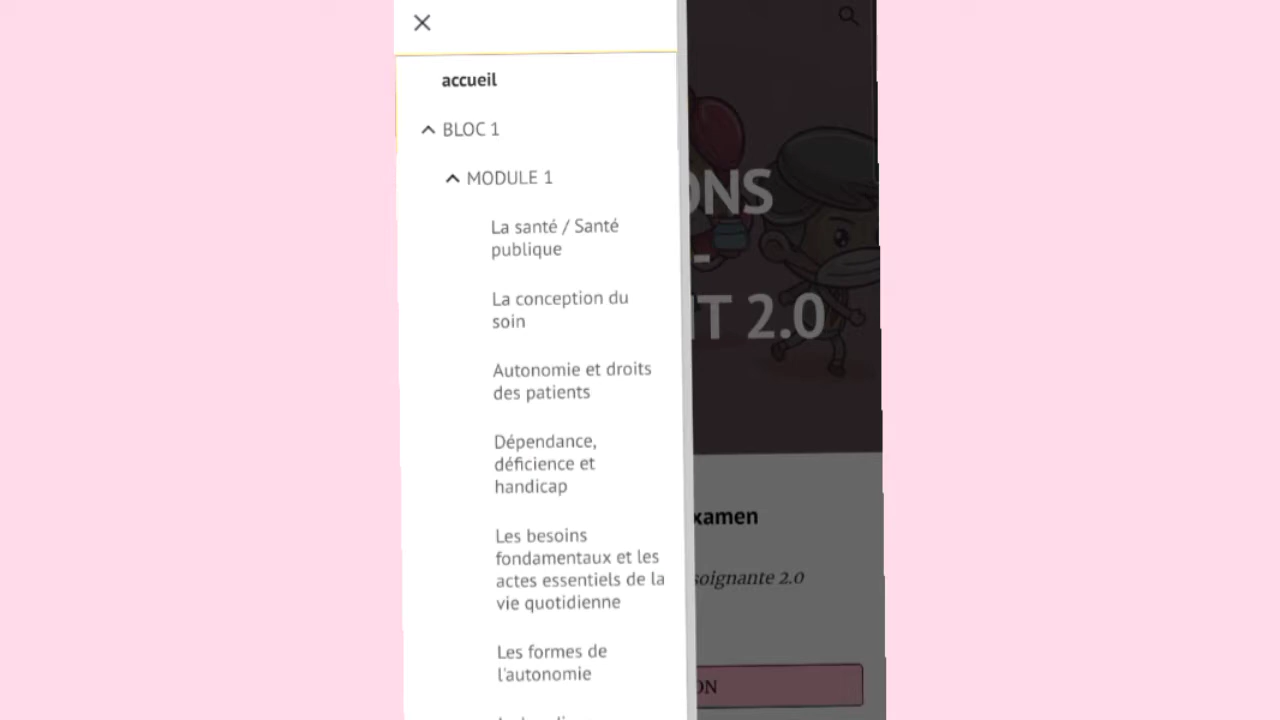 accueil
BLOC 1
MODULE 1
La santé / Santé
publique
La conception du
soin
Autonomie et droits
des patients
Dépendance,
déficience et
handicap
Les besoins
fondamentaux et les
actes essentiels de la
vie quotidienne
Les formes de
l'autonomie
2.0
2.0